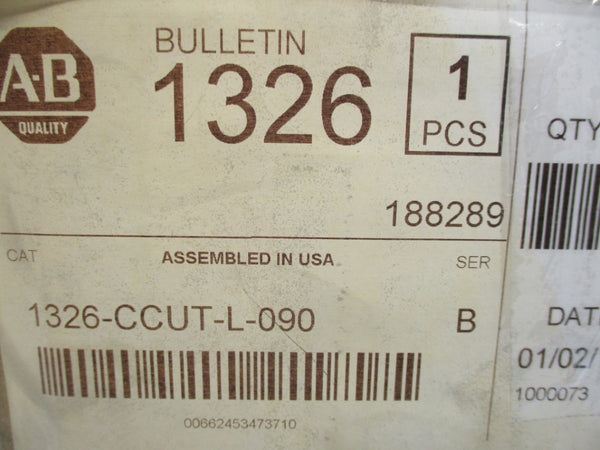 A-B
QUALITY
BULLETIN
1326
1
PCS
188289
CAT
ASSEMBLED IN USA
SER
1326-CCUT-L-090
B
00662453473710
QTY
01/02/
1000073